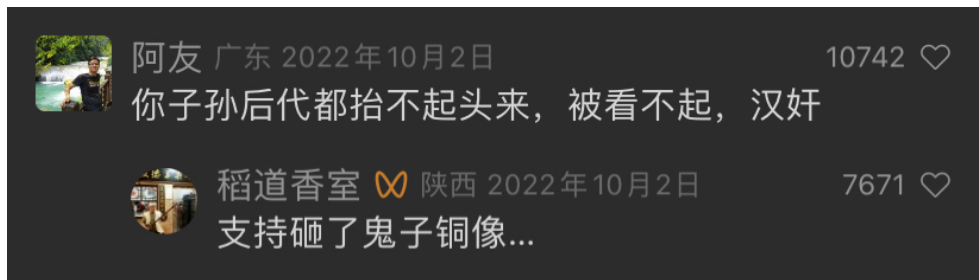 阿友 广东 2022年10月2日 10742
你子孙后代都抬不起头来，被看不起，汉奸
稻道香室 陕西 2022年10月2日 7671
支持砸了鬼子铜像...